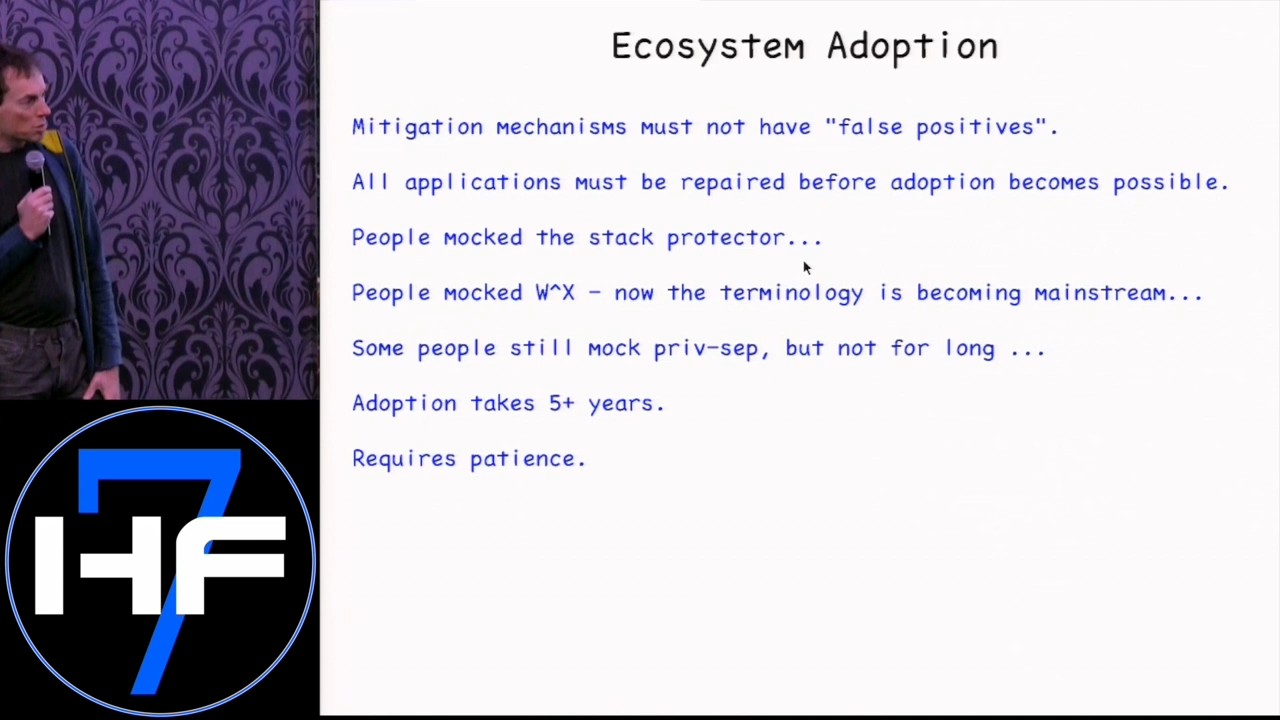 Ecosystem Adoption
Mitigation mechanisms must not have "false positives".
All applications must be repaired before adoption becomes possible.
People mocked the stack protector...
People mocked W^X - now the terminology is becoming mainstream...
Some people still mock priv-sep, but not for long ...
Adoption takes 5+ years.
Requires patience.
7
HF